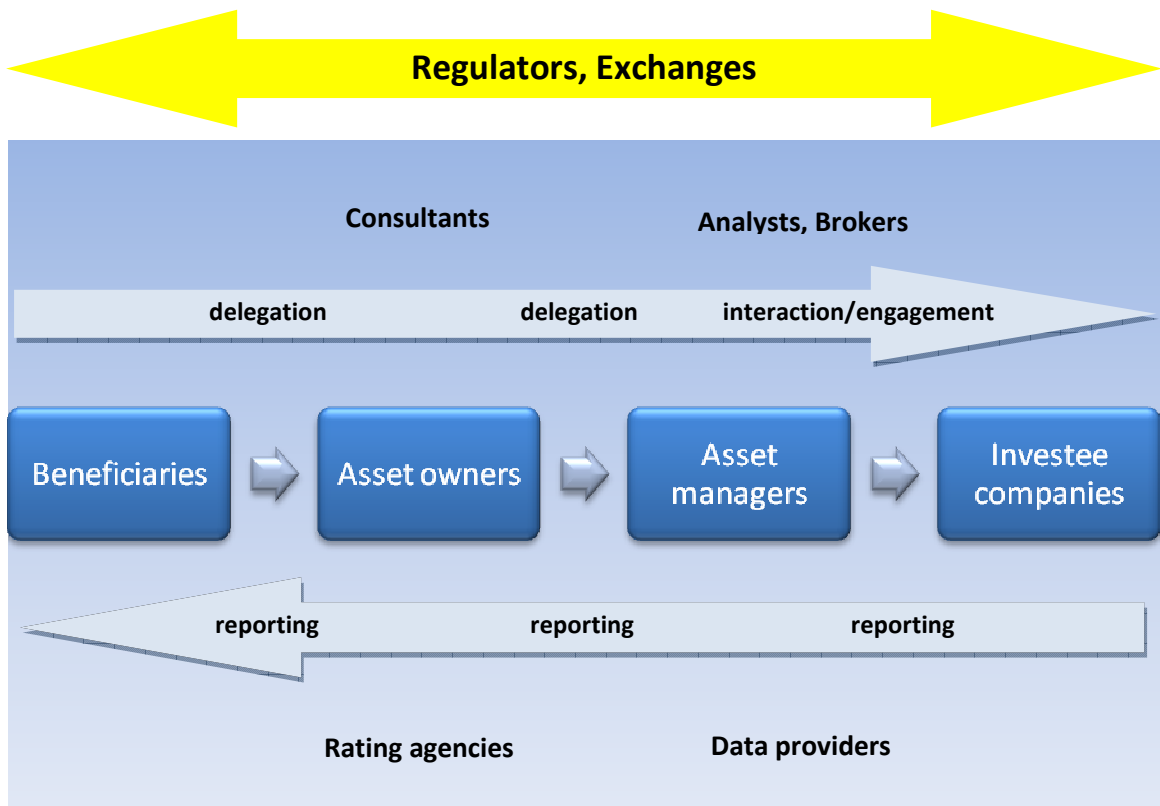 Regulators, Exchanges
Consultants
Analysts, Brokers
delegation
delegation
interaction/engagement
Beneficiaries
Asset owners
Asset
managers
Investee
companies
reporting
reporting
reporting
Rating agencies
Data providers